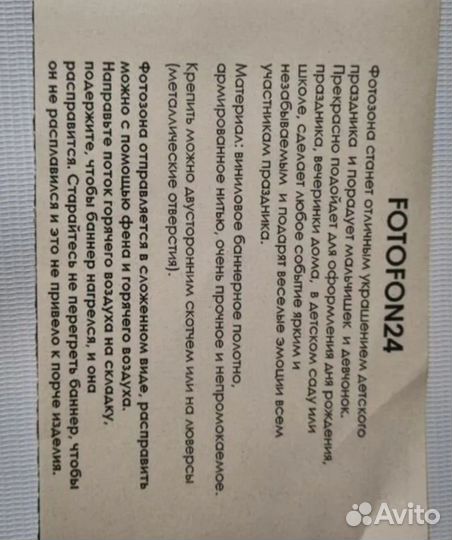 FOTOFON24
Фотозона станет отличным украшением детского
праздника и порадует мальчишек и девчонок.
Прекрасно подойдет для оформления дня рождения,
праздника, вечеринки дома, в детском саду или
школе, сделает любое событие ярким и
незабываемым и подарят веселые эмоции всем
участникам праздника.
Материал: виниловое баннерное полотно,
армированное нитью, очень прочное и непромокаемое.
Крепить можно двусторонним скотчем или на люверсы
(металлические отверстия).
Фотозона отправляется в сложенном виде, расправить
можно с помощью фена и горячего воздуха.
Направьте поток горячего воздуха на складку,
подержите, чтобы баннер нагрелся, и она
расправится. Старайтесь не перегреть баннер, чтобы
он не расплавился и это не привело к порче изделия.
Avito